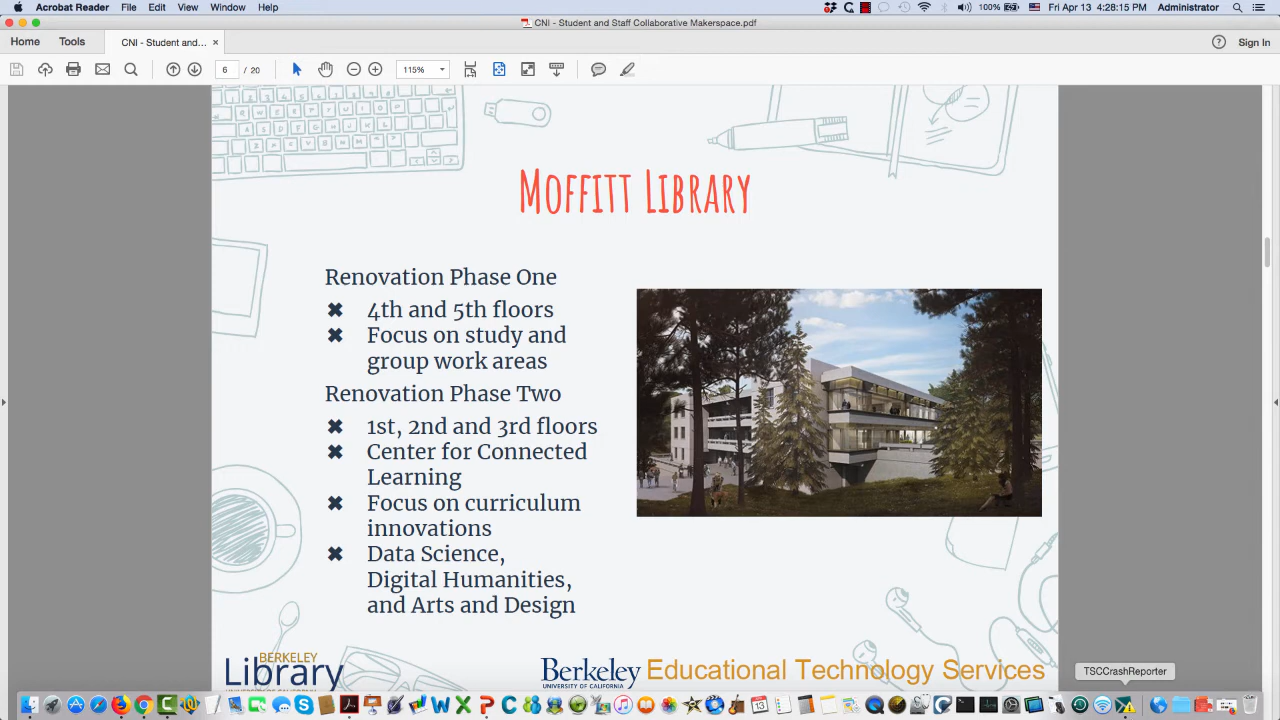 Acrobat Reader File Edit View Window Help 100% Fri Apr 13 4:28:15 PM Administrator
CNI - Student and Staff Collaborative Makerspace.pdf
Home Tools CNI - Student and... × Sign In
6 / 20 115%
MOFFITT LIBRARY
Renovation Phase One
✖ 4th and 5th floors
✖ Focus on study and
group work areas
Renovation Phase Two
✖ 1st, 2nd and 3rd floors
✖ Center for Connected
Learning
✖ Focus on curriculum
innovations
✖ Data Science,
Digital Humanities,
and Arts and Design
BERKELEY
Library
Berkeley Educational Technology Services
UNIVERSITY OF CALIFORNIA
TSCCrashReporter